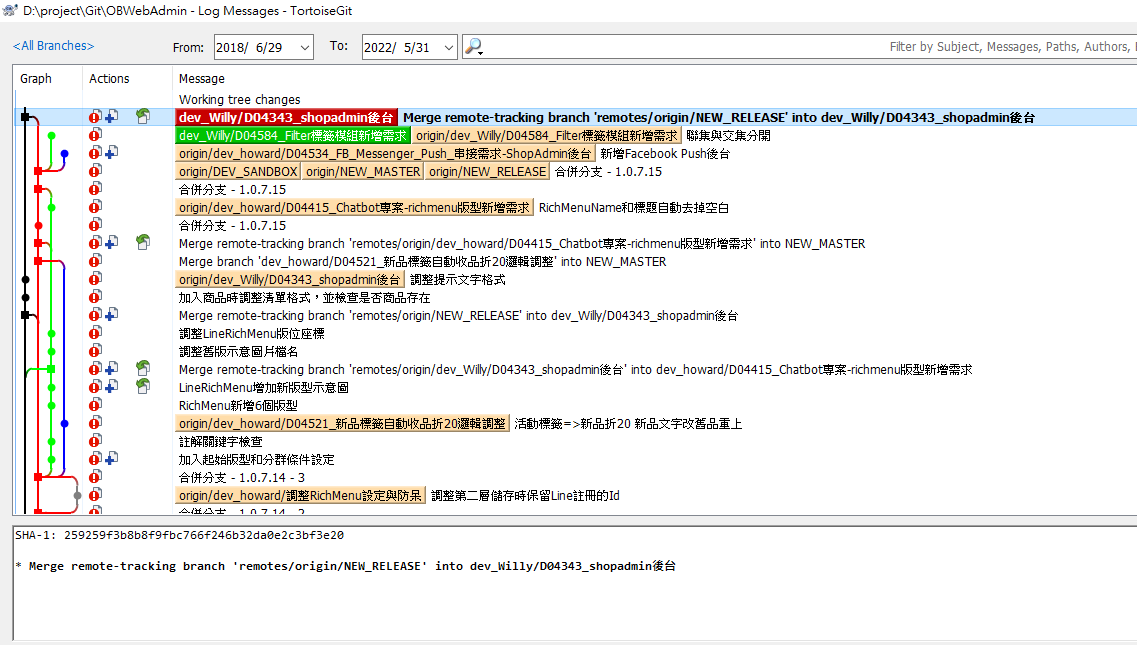 D:\project\Git\OBWebAdmin - Log Messages - TortoiseGit
<All Branches> From: 2018/ 6/29 To: 2022/ 5/31 Filter by Subject, Messages, Paths, Authors,
Graph Actions Message
Working tree changes
dev_Willy/D04343_shopadmin後台 Merge remote-tracking branch 'remotes/origin/NEW_RELEASE' into dev_Willy/D04343_shopadmin後台
dev_Willy/D04584_Filter標籤模組新增需求 origin/dev_Willy/D04584_Filter標籤模組新增需求 聯集與交集分開
origin/dev_howard/D04534_FB_Messenger_Push_串接需求-ShopAdmin後台 新增Facebook Push後台
origin/DEV_SANDBOX origin/NEW_MASTER origin/NEW_RELEASE 合併分支 - 1.0.7.15
合併分支 - 1.0.7.15
origin/dev_howard/D04415_Chatbot專案-richmenu版型新增需求 RichMenuName和標題自動去掉空白
合併分支 - 1.0.7.15
Merge remote-tracking branch 'remotes/origin/dev_howard/D04415_Chatbot專案-richmenu版型新增需求' into NEW_MASTER
Merge branch 'dev_howard/D04521_新品標籤自動收品折20邏輯調整' into NEW_MASTER
origin/dev_Willy/D04343_shopadmin後台 調整提示文字格式
加入商品時調整清單格式，並檢查是否商品存在
Merge remote-tracking branch 'remotes/origin/NEW_RELEASE' into dev_Willy/D04343_shopadmin後台
調整LineRichMenu版位座標
調整舊版示意圖片檔名
Merge remote-tracking branch 'remotes/origin/dev_Willy/D04343_shopadmin後台' into dev_howard/D04415_Chatbot專案-richmenu版型新增需求
LineRichMenu增加新版型示意圖
RichMenu新增6個版型
origin/dev_howard/D04521_新品標籤自動收品折20邏輯調整 活動標籤=>新品折20 新品文字改舊品重上
註解關鍵字檢查
加入起始版型和分群條件設定
合併分支 - 1.0.7.14 - 3
origin/dev_howard/調整RichMenu設定與防呆 調整第二層儲存時保留Line註冊的Id
合併分支 - 1.0.7.14 - 2
SHA-1: 259259f3b8b8f9fbc766f246b32da0e2c3bf3e20
* Merge remote-tracking branch 'remotes/origin/NEW_RELEASE' into dev_Willy/D04343_shopadmin後台